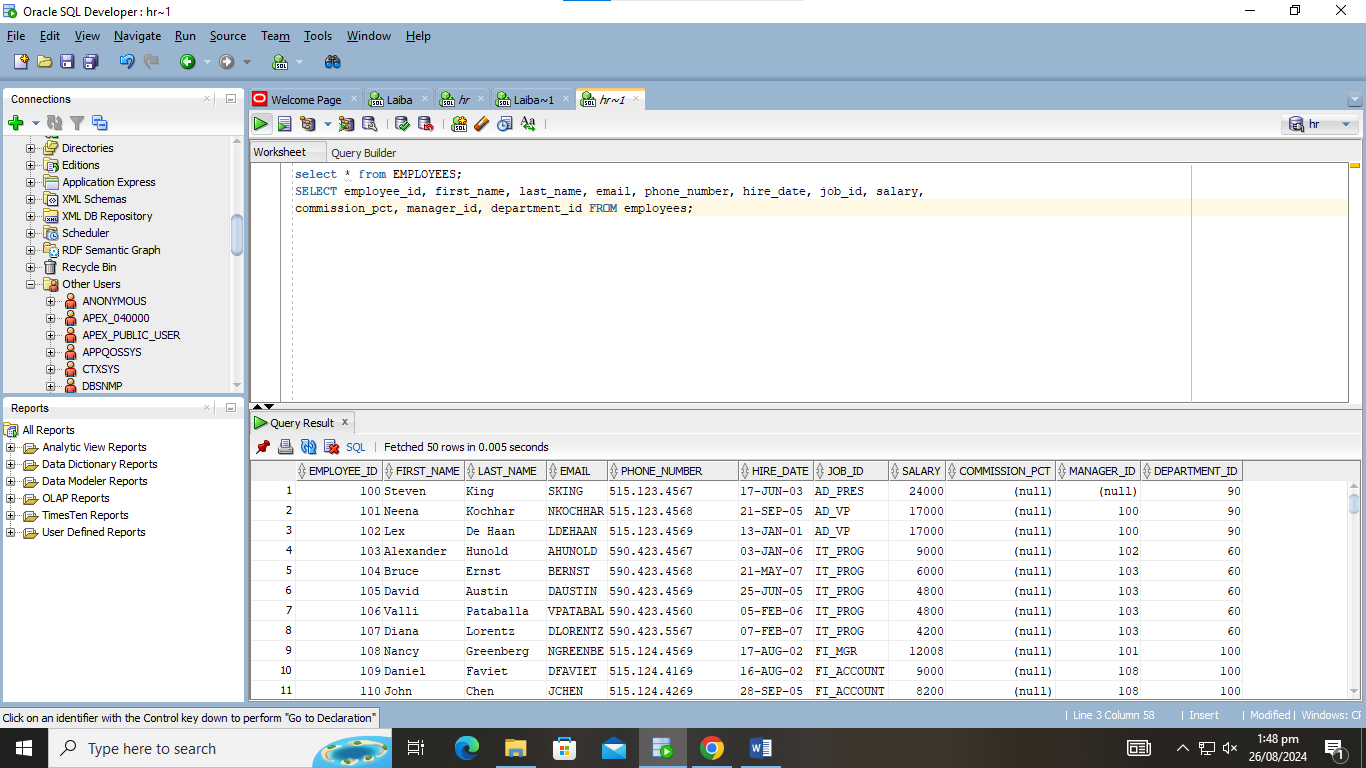 Oracle SQL Developer : hr~1
File Edit View Navigate Run Source Team Tools Window Help
Connections
Directories
Editions
Application Express
XML Schemas
XML DB Repository
Scheduler
RDF Semantic Graph
Recycle Bin
Other Users
ANONYMOUS
APEX_040000
APEX_PUBLIC_USER
APPQOSSYS
CTXSYS
DBSNMP
Reports
All Reports
Analytic View Reports
Data Dictionary Reports
Data Modeler Reports
OLAP Reports
TimesTen Reports
User Defined Reports
Welcome Page Laiba hr Laiba~1 hr~1
hr
Worksheet Query Builder
select * from EMPLOYEES;
SELECT employee_id, first_name, last_name, email, phone_number, hire_date, job_id, salary,
commission_pct, manager_id, department_id FROM employees;
Query Result
SQL | Fetched 50 rows in 0.005 seconds
EMPLOYEE_ID FIRST_NAME LAST_NAME EMAIL PHONE_NUMBER HIRE_DATE JOB_ID SALARY COMMISSION_PCT MANAGER_ID DEPARTMENT_ID
1 100 Steven King SKING 515.123.4567 17-JUN-03 AD_PRES 24000 (null) (null) 90
2 101 Neena Kochhar NKOCHHAR 515.123.4568 21-SEP-05 AD_VP 17000 (null) 100 90
3 102 Lex De Haan LDEHAAN 515.123.4569 13-JAN-01 AD_VP 17000 (null) 100 90
4 103 Alexander Hunold AHUNOLD 590.423.4567 03-JAN-06 IT_PROG 9000 (null) 102 60
5 104 Bruce Ernst BERNST 590.423.4568 21-MAY-07 IT_PROG 6000 (null) 103 60
6 105 David Austin DAUSTIN 590.423.4569 25-JUN-05 IT_PROG 4800 (null) 103 60
7 106 Valli Pataballa VPATABAL 590.423.4560 05-FEB-06 IT_PROG 4800 (null) 103 60
8 107 Diana Lorentz DLORENTZ 590.423.5567 07-FEB-07 IT_PROG 4200 (null) 103 60
9 108 Nancy Greenberg NGREENBE 515.124.4569 17-AUG-02 FI_MGR 12008 (null) 101 100
10 109 Daniel Faviet DFAVIET 515.124.4169 16-AUG-02 FI_ACCOUNT 9000 (null) 108 100
11 110 John Chen JCHEN 515.124.4269 28-SEP-05 FI_ACCOUNT 8200 (null) 108 100
Click on an identifier with the Control key down to perform "Go to Declaration"
| Line 3 Column 58 | Insert | Modified | Windows: CF
Type here to search
1:48 pm
26/08/2024
1